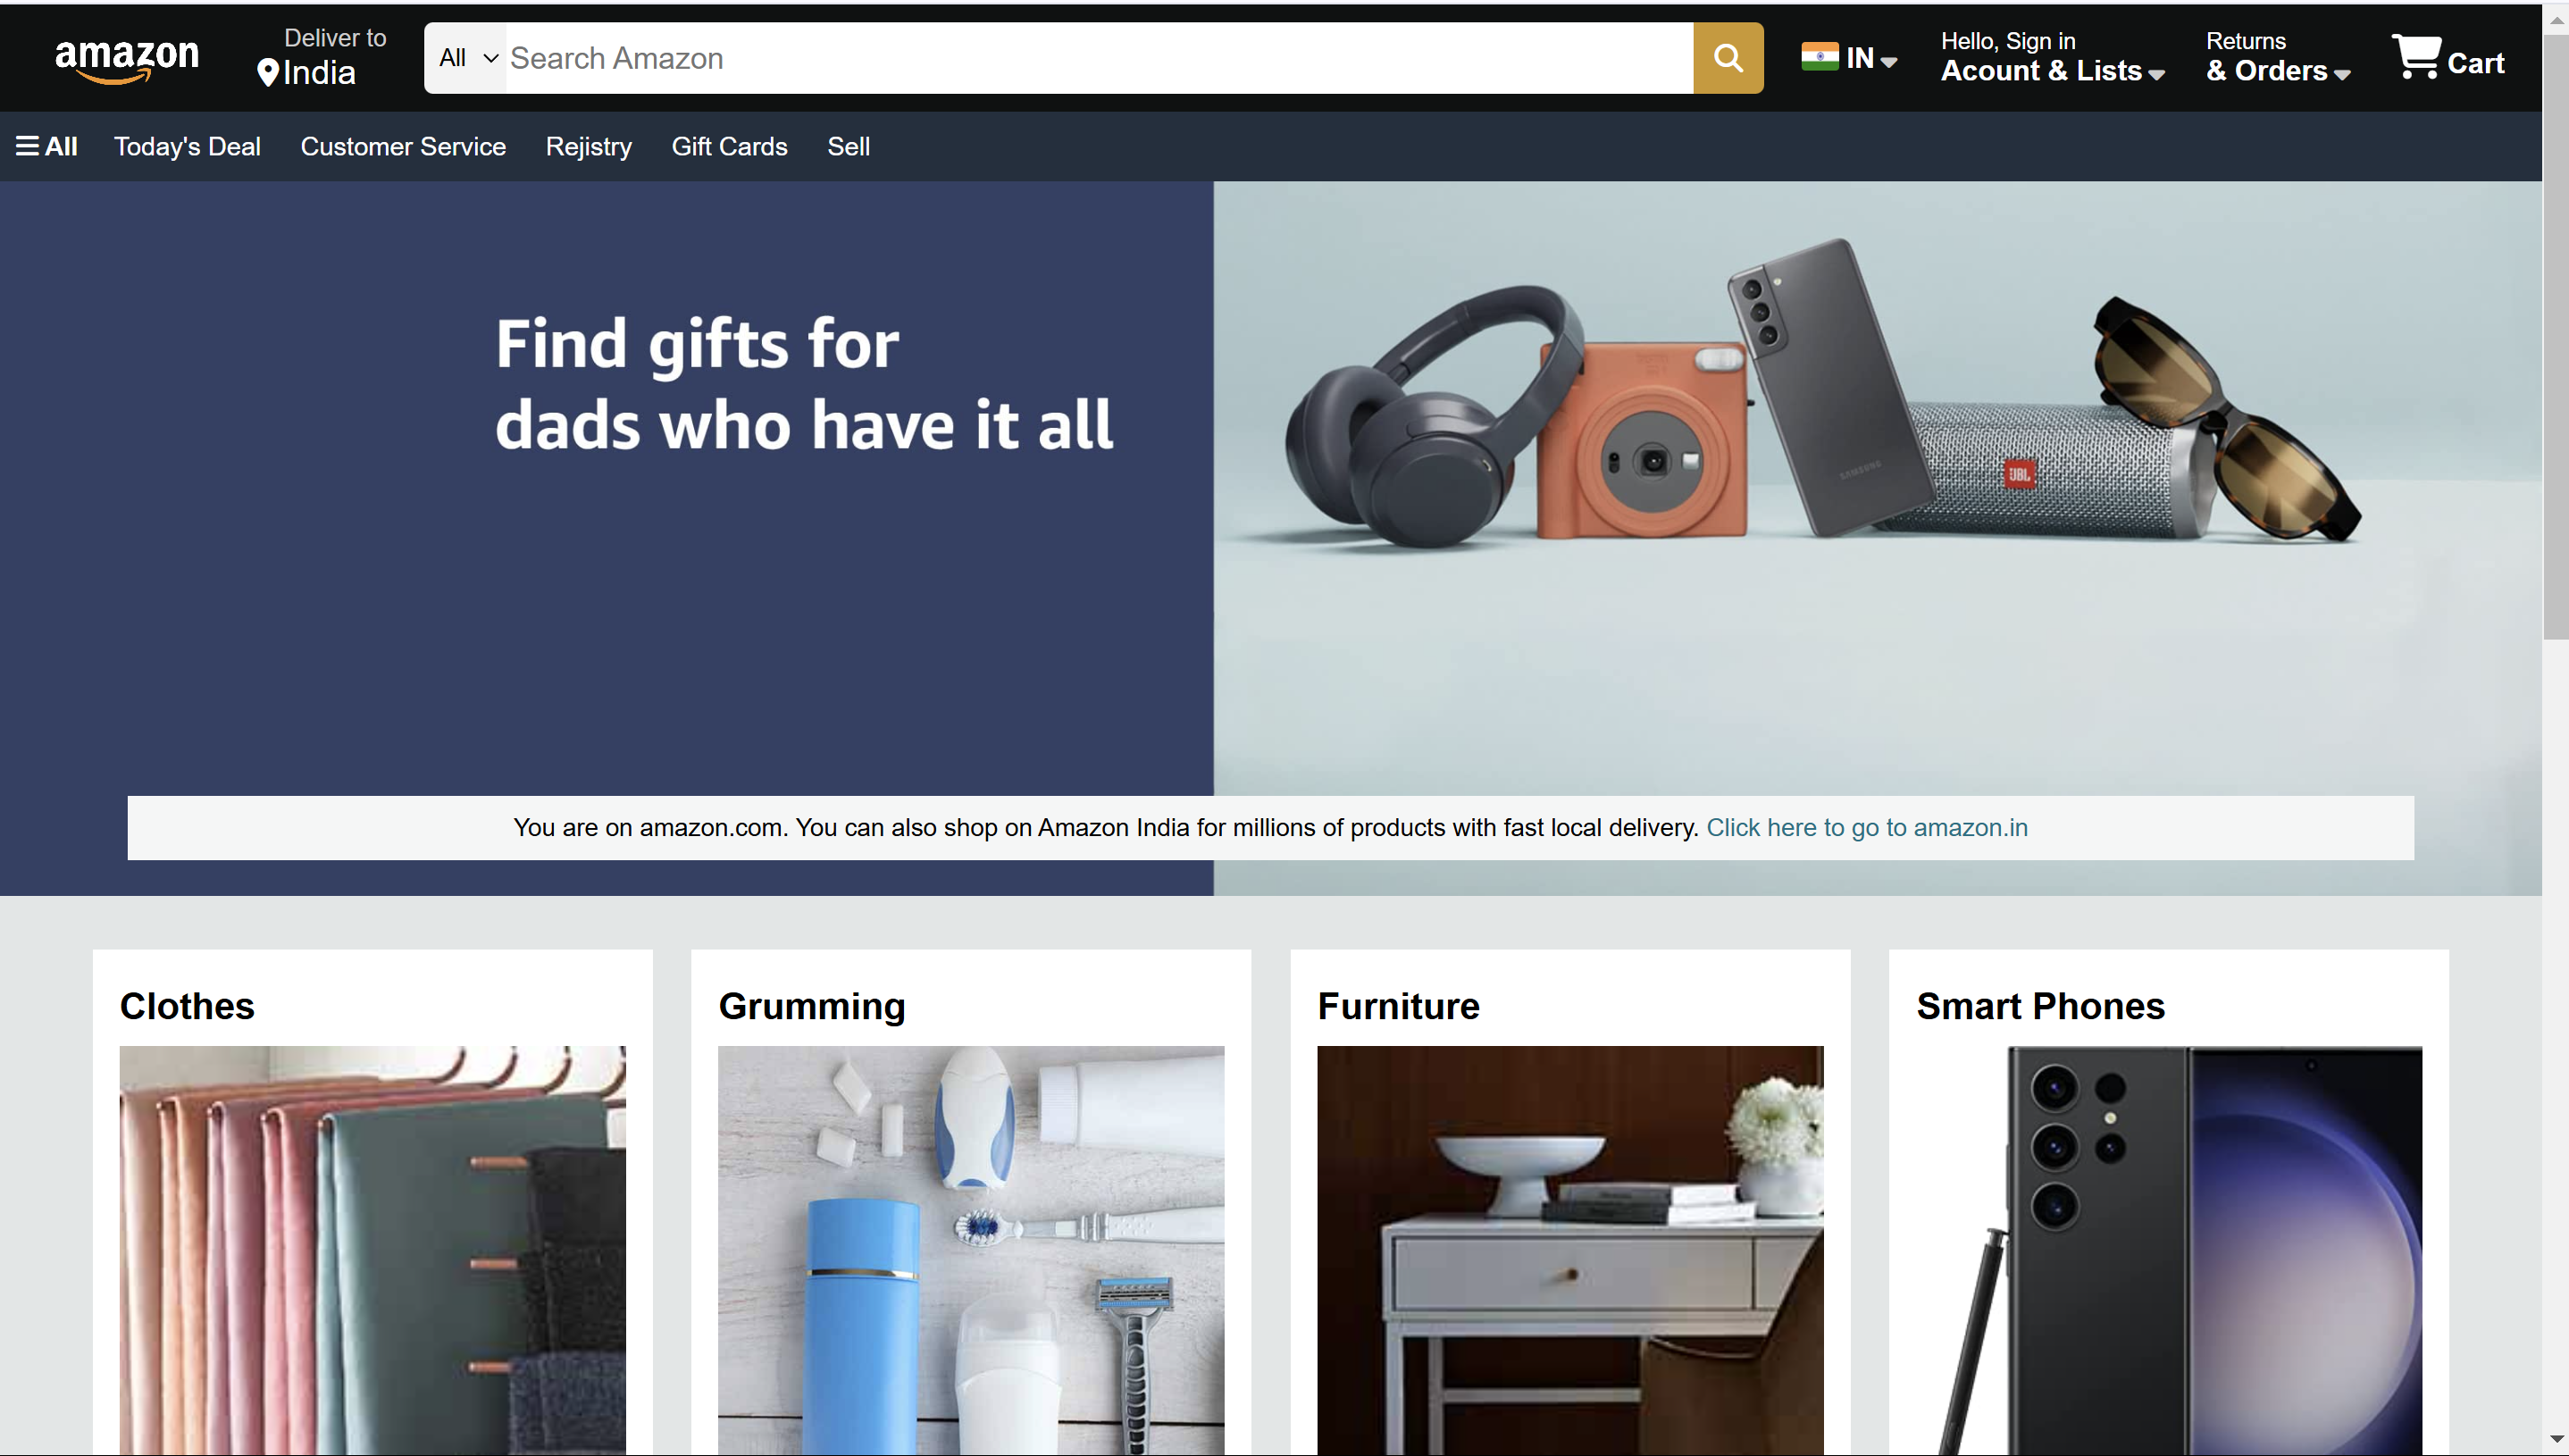 amazon
Deliver to
India
All
Search Amazon
IN
Hello, Sign in
Acount & Lists
Returns
& Orders
Cart
All
Today's Deal
Customer Service
Rejistry
Gift Cards
Sell
Find gifts for
dads who have it all
SAMSUNG
JBL
You are on amazon.com. You can also shop on Amazon India for millions of products with fast local delivery. Click here to go to amazon.in
Clothes
Grumming
Furniture
Smart Phones